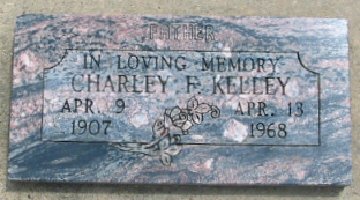 FATHER
IN LOVING MEMORY
CHARLEY F. KELLEY
APR. 9 APR. 13
1907 1968